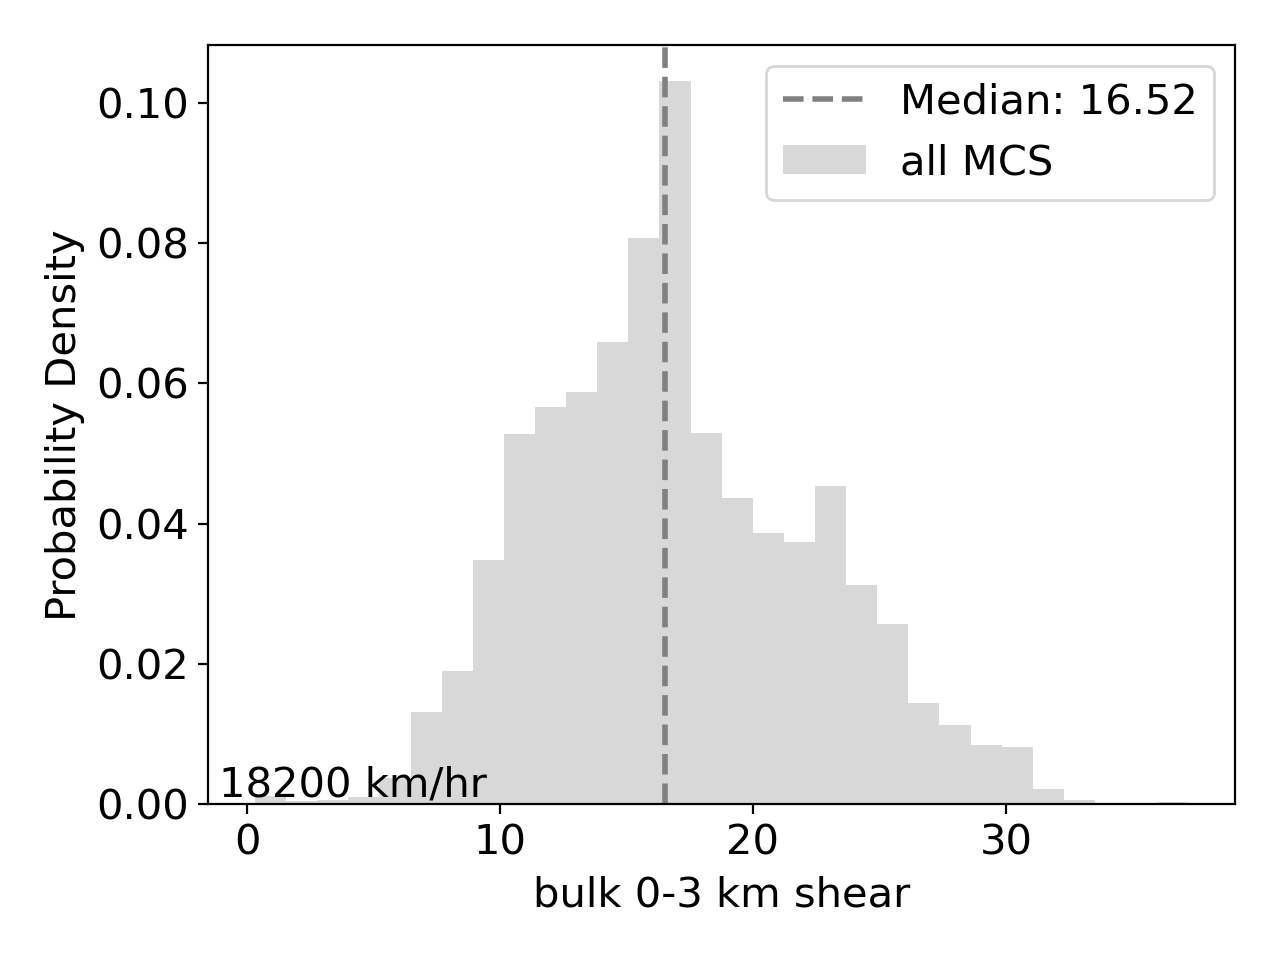 Median: 16.52
all MCS
0.10
0.08
0.06
0.04
0.02
0.00
Probability Density
18200 km/hr
0 10 20 30
bulk 0-3 km shear